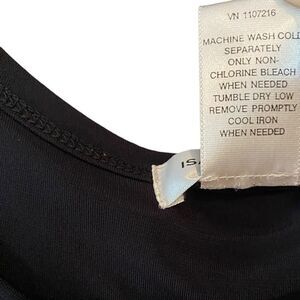 VN 1107216
MACHINE WASH COLD
SEPARATELY
ONLY NON-
CHLORINE BLEACH
WHEN NEEDED
TUMBLE DRY LOW
REMOVE PROMPTLY
COOL IRON
WHEN NEEDED